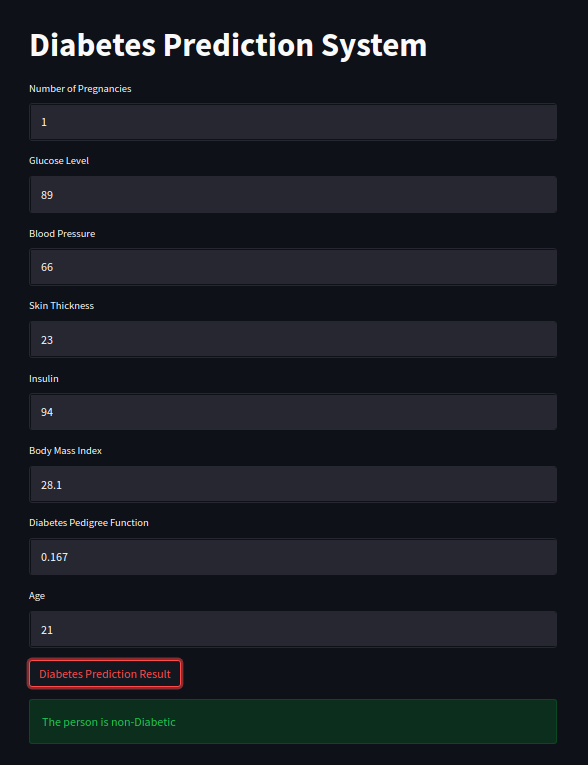 Diabetes Prediction System
Number of Pregnancies
1
Glucose Level
89
Blood Pressure
66
Skin Thickness
23
Insulin
94
Body Mass Index
28.1
Diabetes Pedigree Function
0.167
Age
21
Diabetes Prediction Result
The person is non-Diabetic